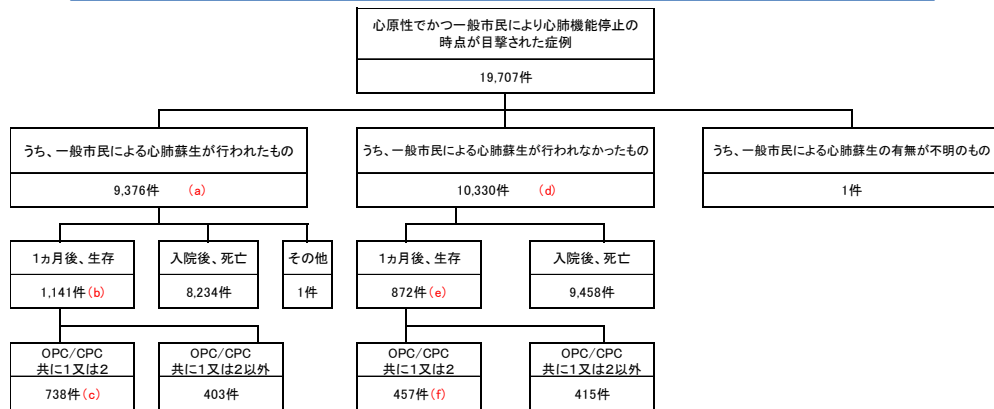 心原性でかつ一般市民により心肺機能停止の
時点が目撃された症例
19,707件
うち、一般市民による心肺蘇生が行われたもの
9,376件 (a)
うち、一般市民による心肺蘇生が行われなかったもの
10,330件 (d)
うち、一般市民による心肺蘇生の有無が不明のもの
1件
1ヵ月後、生存
1,141件(b)
入院後、死亡
8,234件
その他
1件
1ヵ月後、生存
872件(e)
入院後、死亡
9,458件
OPC/CPC
共に1又は2
738件(c)
OPC/CPC
共に1又は2以外
403件
OPC/CPC
共に1又は2
457件(f)
OPC/CPC
共に1又は2以外
415件